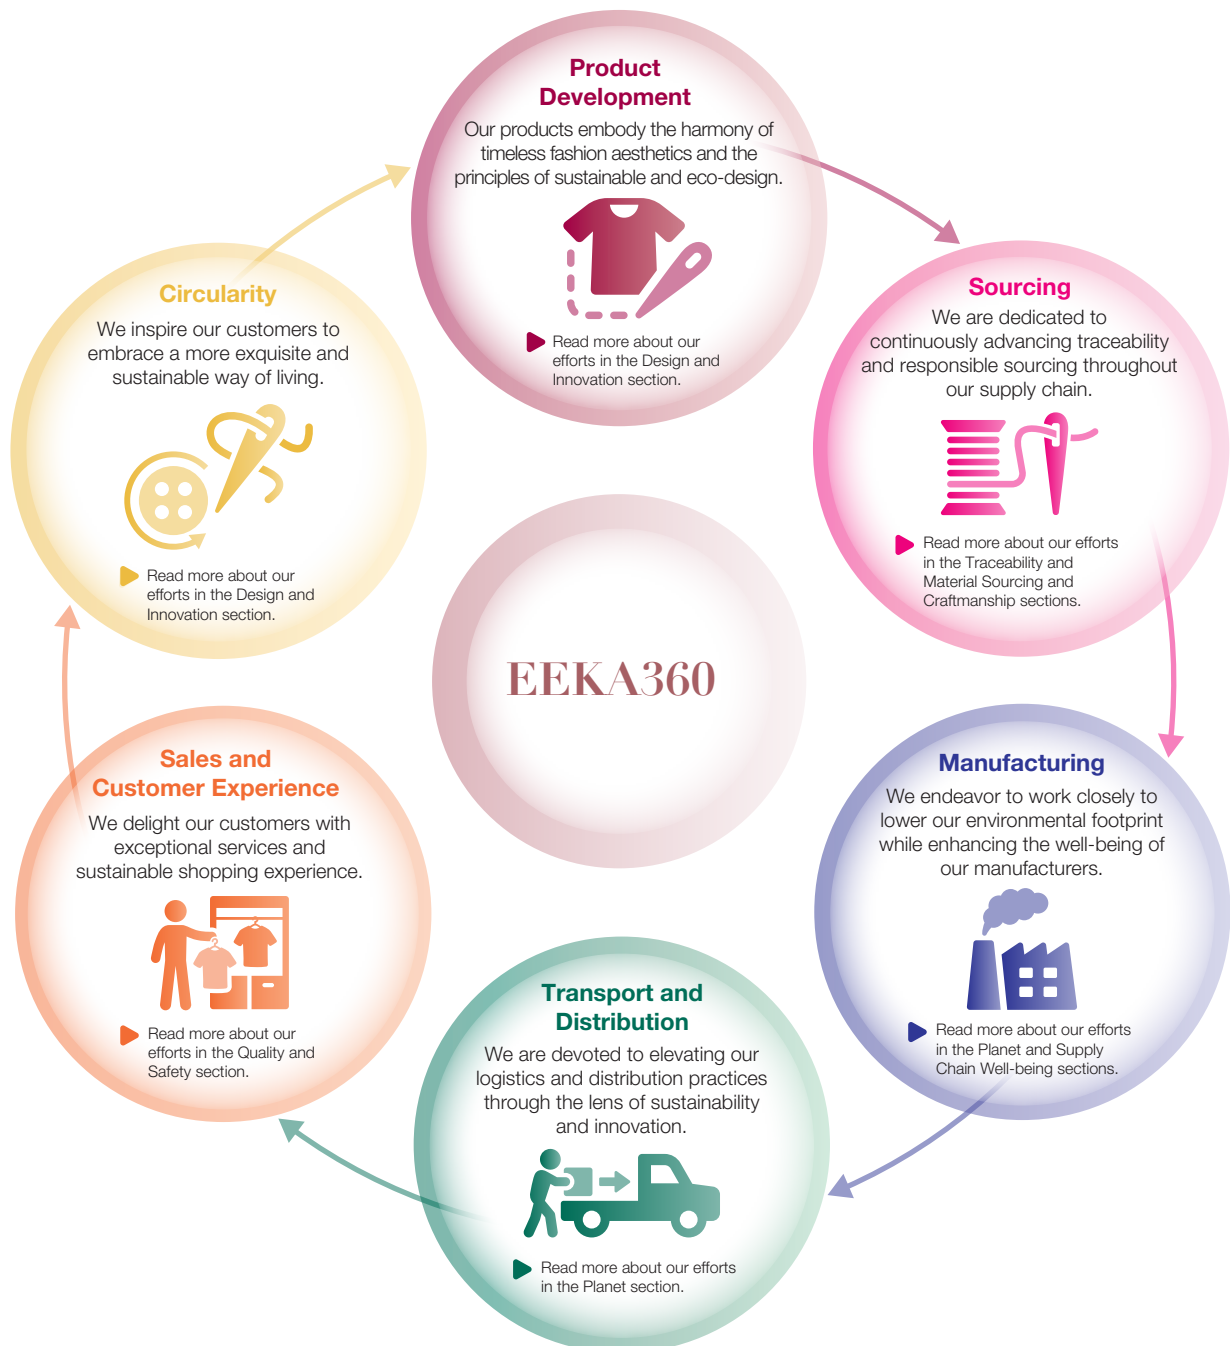 Product
Development
Our products embody the harmony of
timeless fashion aesthetics and the
principles of sustainable and eco-design.
Read more about our
efforts in the Design and
Innovation section.
Sourcing
We are dedicated to
continuously advancing traceability
and responsible sourcing throughout
our supply chain.
Read more about our efforts
in the Traceability and
Material Sourcing and
Craftmanship sections.
Manufacturing
We endeavor to work closely to
lower our environmental footprint
while enhancing the well-being of
our manufacturers.
Read more about our efforts
in the Planet and Supply
Chain Well-being sections.
Transport and
Distribution
We are devoted to elevating our
logistics and distribution practices
through the lens of sustainability
and innovation.
Read more about our efforts
in the Planet section.
Sales and
Customer Experience
We delight our customers with
exceptional services and
sustainable shopping experience.
Read more about our
efforts in the Quality and
Safety section.
Circularity
We inspire our customers to
embrace a more exquisite and
sustainable way of living.
Read more about our
efforts in the Design and
Innovation section.
EEKA360